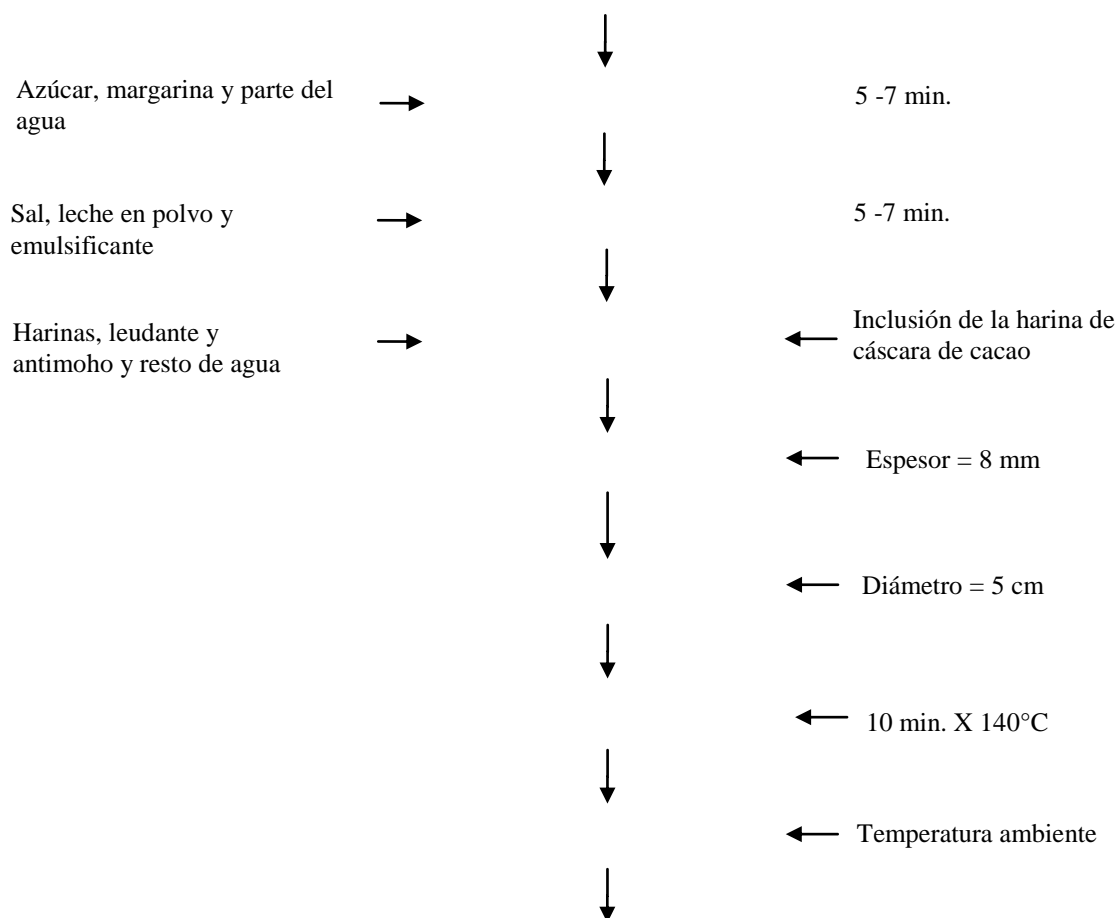 Azúcar, margarina y parte del
agua
5 -7 min.
Sal, leche en polvo y
emulsificante
5 -7 min.
Harinas, leudante y
antimoho y resto de agua
Inclusión de la harina de
cáscara de cacao
Espesor = 8 mm
Diámetro = 5 cm
10 min. X 140°C
Temperatura ambiente